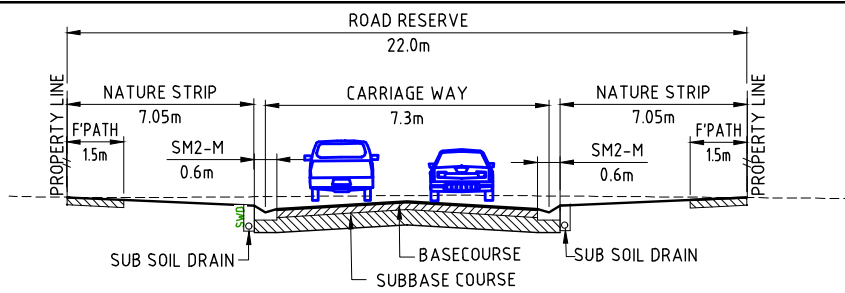 ROAD RESERVE
22.0m
PROPERTY LINE
NATURE STRIP
7.05m
CARRIAGE WAY
7.3m
NATURE STRIP
7.05m
PROPERTY LINE
F'PATH
1.5m
SM2-M
0.6m
SM2-M
0.6m
F'PATH
1.5m
SWD
SUB SOIL DRAIN
BASECOURSE
SUB SOIL DRAIN
SUBBASE COURSE